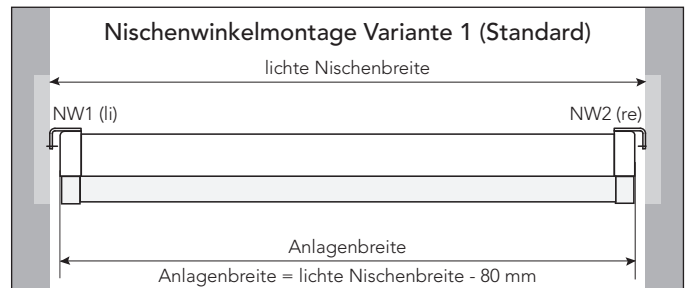 Nischenwinkelmontage Variante 1 (Standard)
lichte Nischenbreite
NW1 (li)
NW2 (re)
Anlagenbreite
Anlagenbreite = lichte Nischenbreite - 80 mm